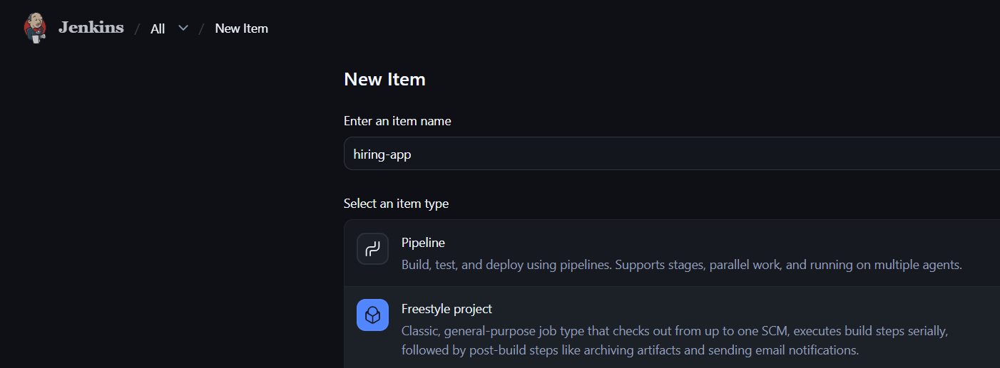 Jenkins / All / New Item
New Item
Enter an item name
hiring-app
Select an item type
Pipeline
Build, test, and deploy using pipelines. Supports stages, parallel work, and running on multiple agents.
Freestyle project
Classic, general-purpose job type that checks out from up to one SCM, executes build steps serially,
followed by post-build steps like archiving artifacts and sending email notifications.